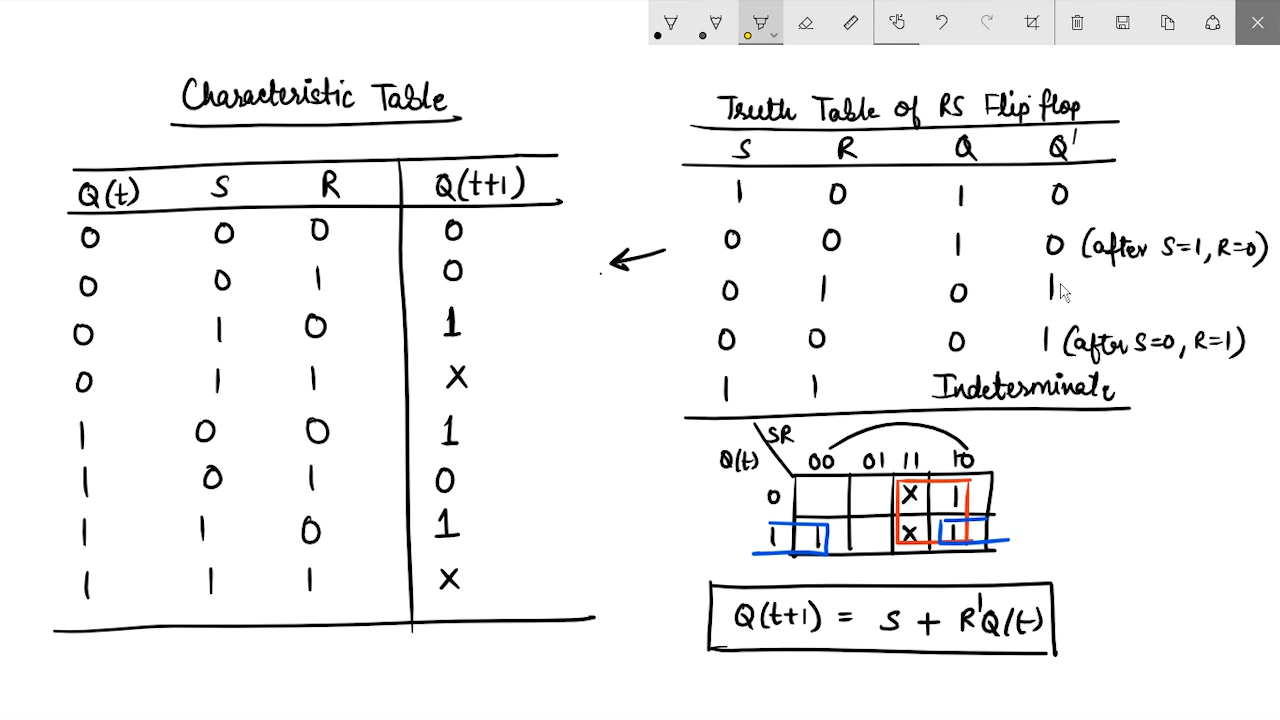 Characteristic Table
Q(t) S R Q(t+1)
0 0 0 0
0 0 1 0
0 1 0 1
0 1 1 X
1 0 0 1
1 0 1 0
1 1 0 1
1 1 1 X
Truth Table of RS Flip flop
S R Q Q'
1 0 1 0
0 0 1 0 (after S=1, R=0)
0 1 0 1
0 0 0 1 (after S=0, R=1)
1 1 Indeterminate
SR
Q(t) 00 01 11 10
0 X 1
1 1 X 1
Q(t+1) = S + R'Q(t)